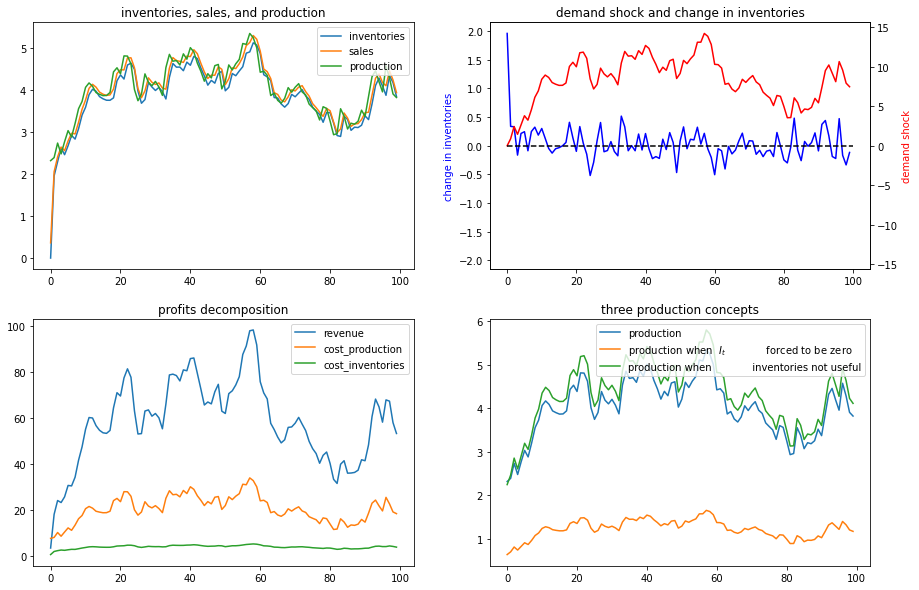 inventories, sales, and production
inventories
sales
production
5
4
3
2
1
0
0 20 40 60 80 100
demand shock and change in inventories
change in inventories
2.0
1.5
1.0
0.5
0.0
−0.5
−1.0
−1.5
−2.0
0 20 40 60 80 100
15
10
5
0
−5
−10
−15
demand shock
profits decomposition
revenue
cost_production
cost_inventories
100
80
60
40
20
0
0 20 40 60 80 100
three production concepts
production
production when I_t forced to be zero
production when inventories not useful
6
5
4
3
2
1
0 20 40 60 80 100